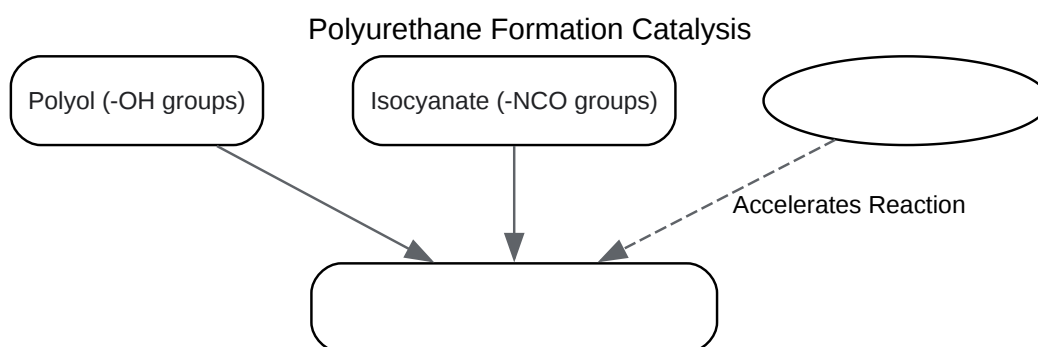 Polyurethane Formation Catalysis
Polyol (-OH groups)
Isocyanate (-NCO groups)
Accelerates Reaction